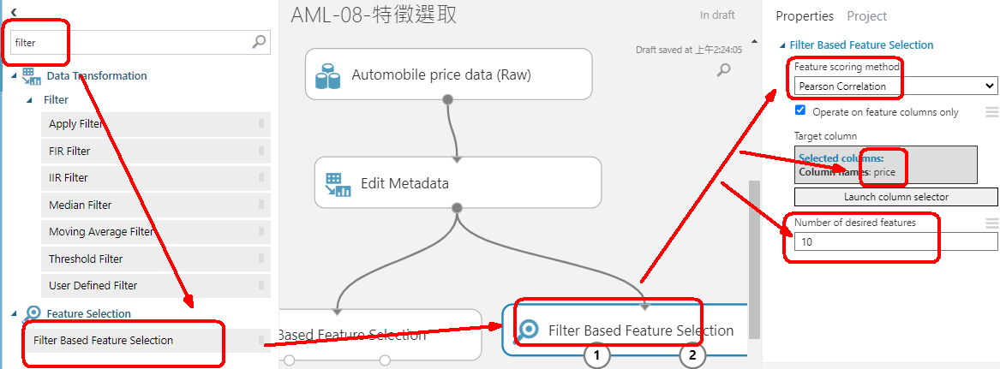 filter
Data Transformation
Filter
Apply Filter
FIR Filter
IIR Filter
Median Filter
Moving Average Filter
Threshold Filter
User Defined Filter
Feature Selection
Filter Based Feature Selection
AML-08-特徵選取
In draft
Draft saved at 上午2:24:05
Automobile price data (Raw)
Edit Metadata
Based Feature Selection
Filter Based Feature Selection
1
2
Properties Project
Filter Based Feature Selection
Feature scoring method
Pearson Correlation
Operate on feature columns only
Target column
Selected columns:
Column names: price
Launch column selector
Number of desired features
10